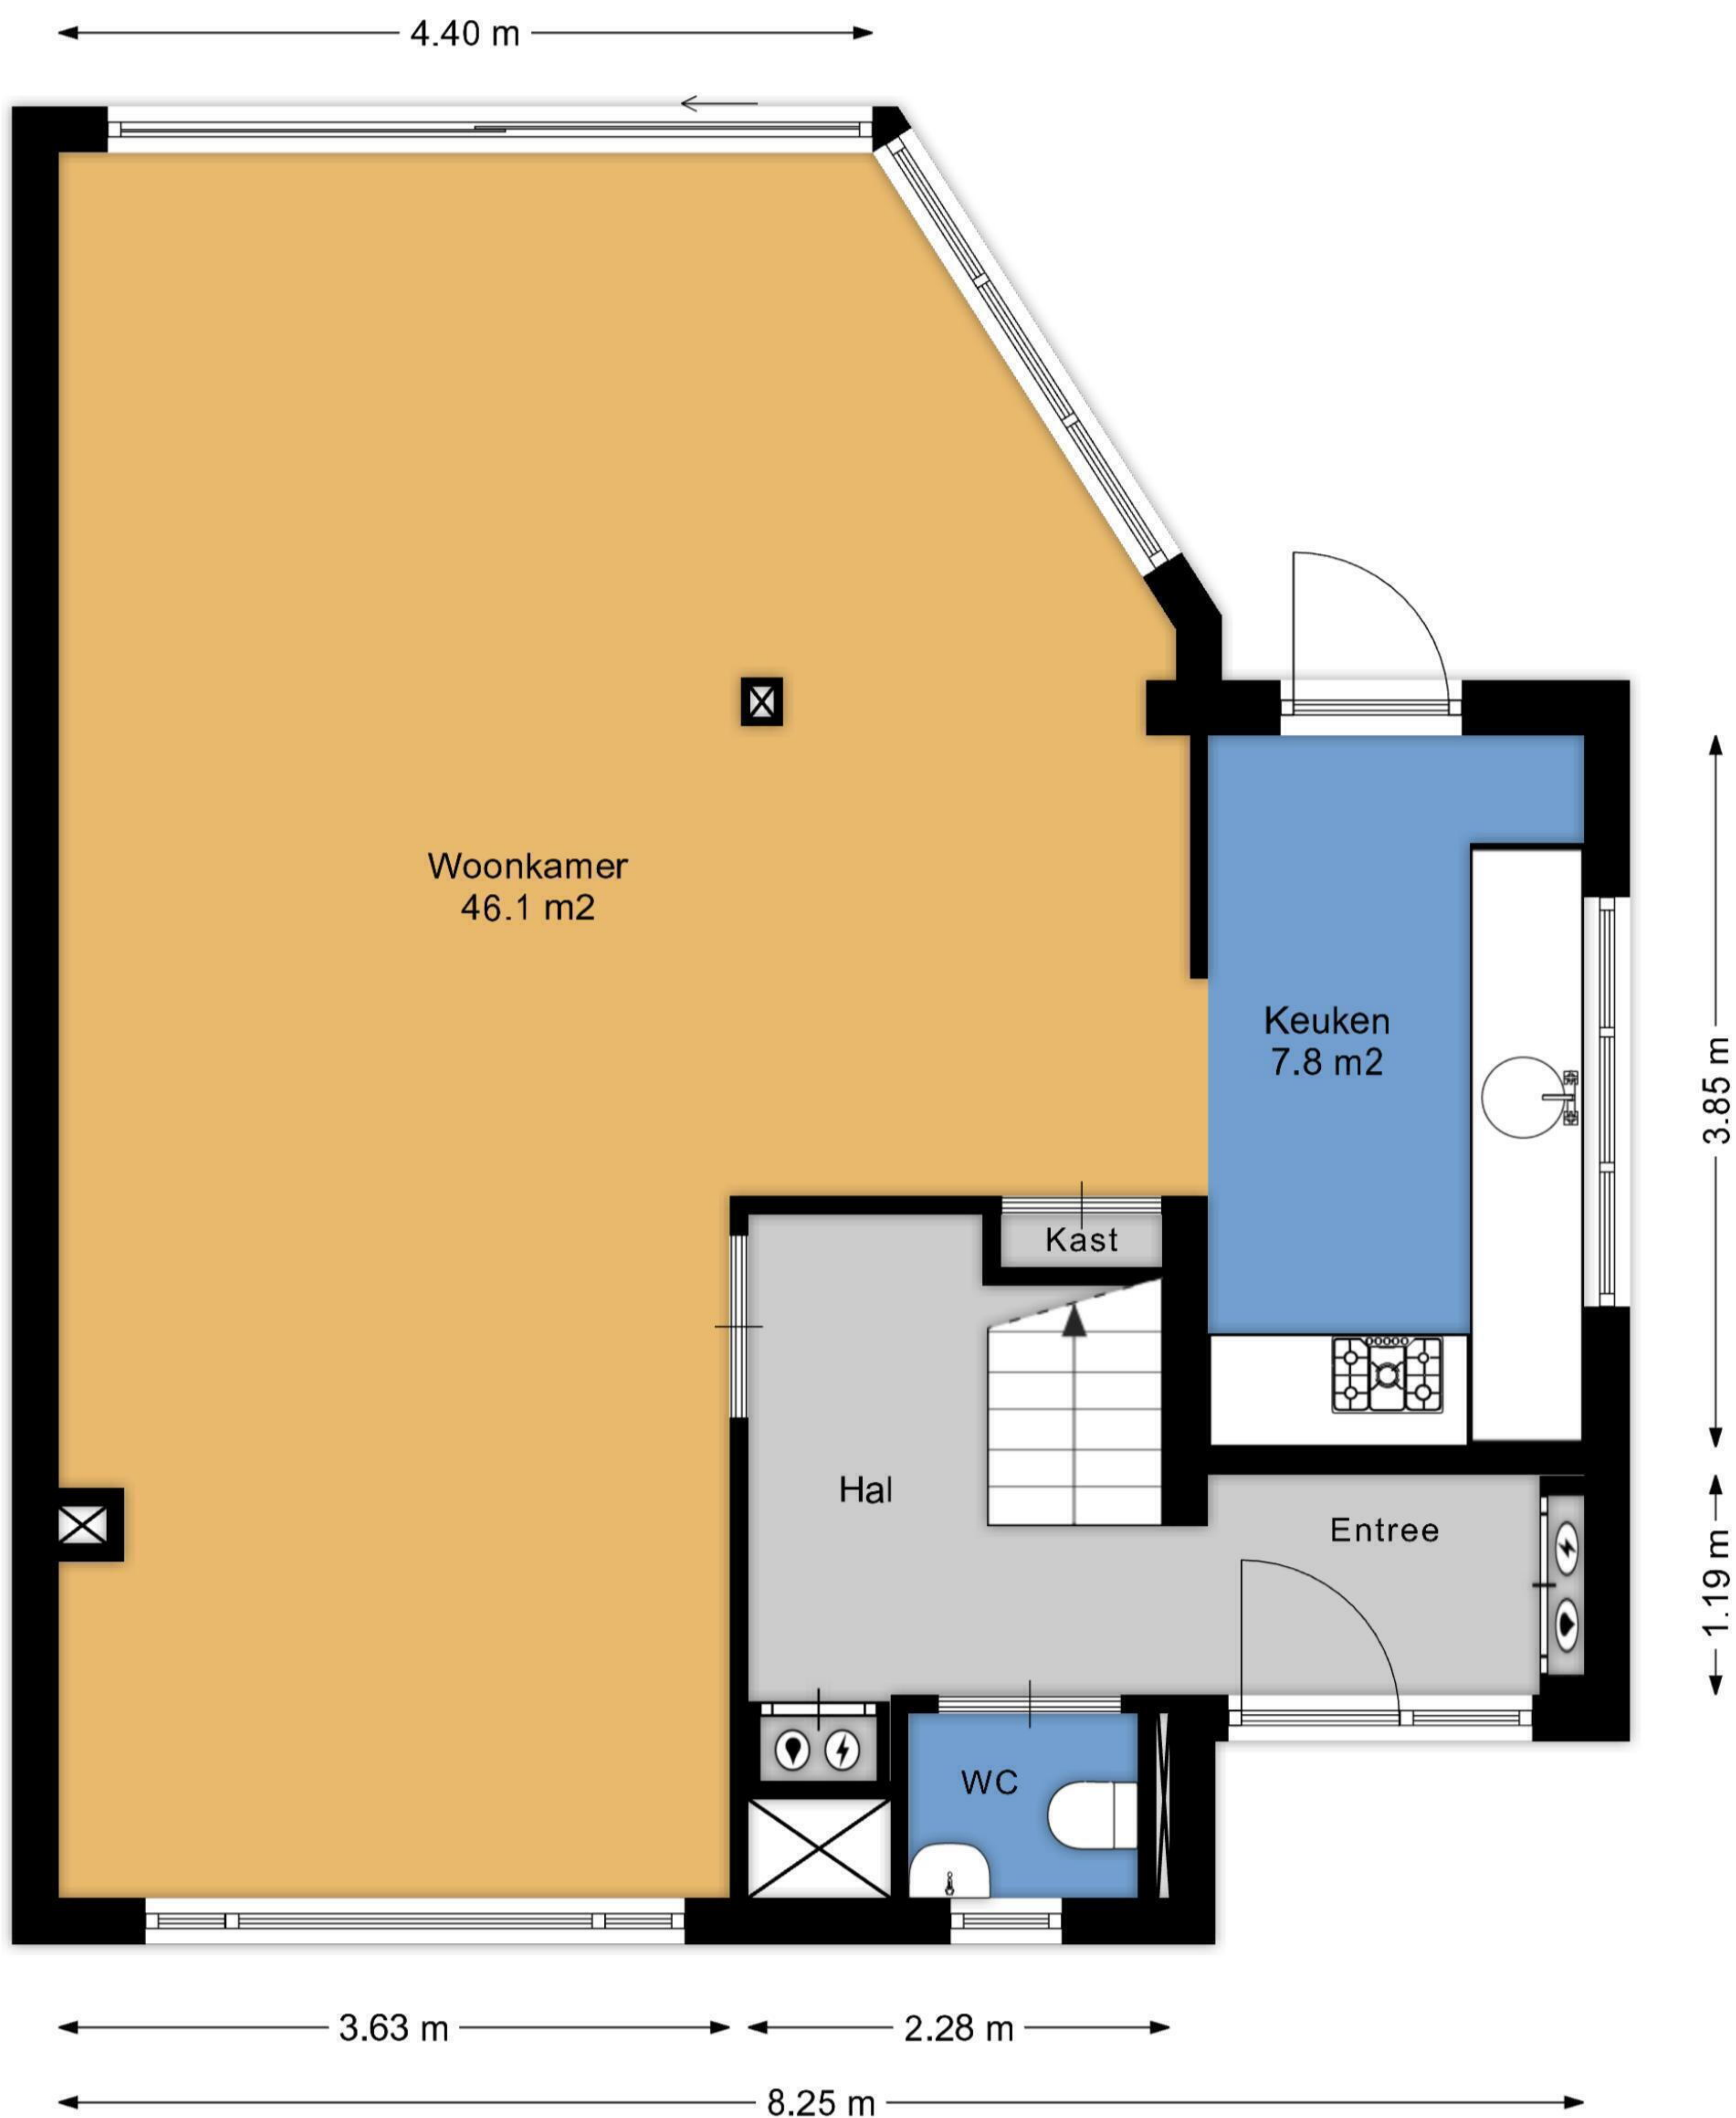 4.40 m
Woonkamer
46.1 m2
Keuken
7.8 m2
3.85 m
Kast
Hal
Entree
1.19 m
WC
3.63 m
2.28 m
8.25 m